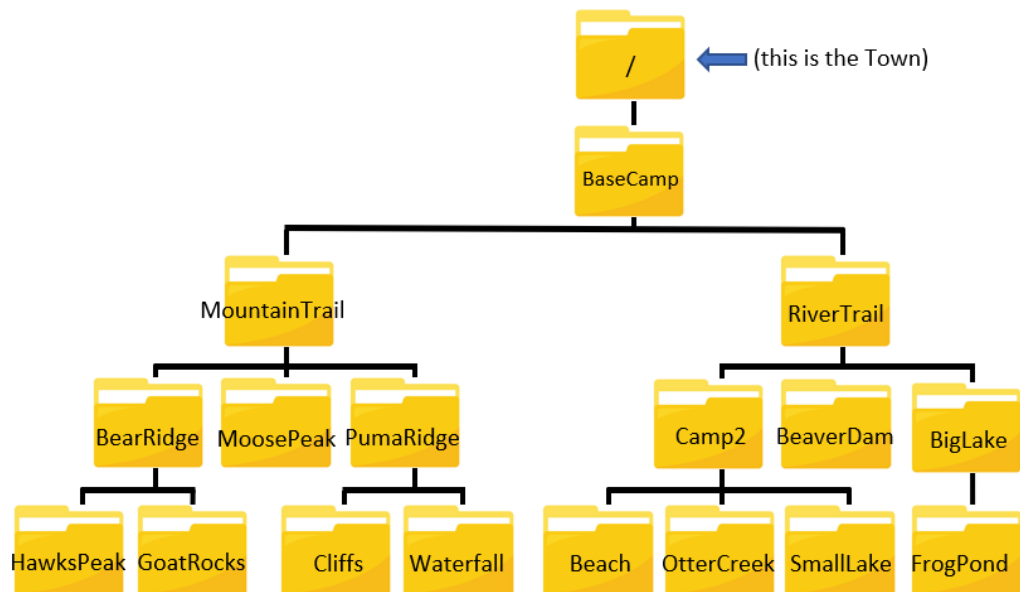 /
(this is the Town)
BaseCamp
MountainTrail
RiverTrail
BearRidge
MoosePeak
PumaRidge
Camp2
BeaverDam
BigLake
HawksPeak
GoatRocks
Cliffs
Waterfall
Beach
OtterCreek
SmallLake
FrogPond